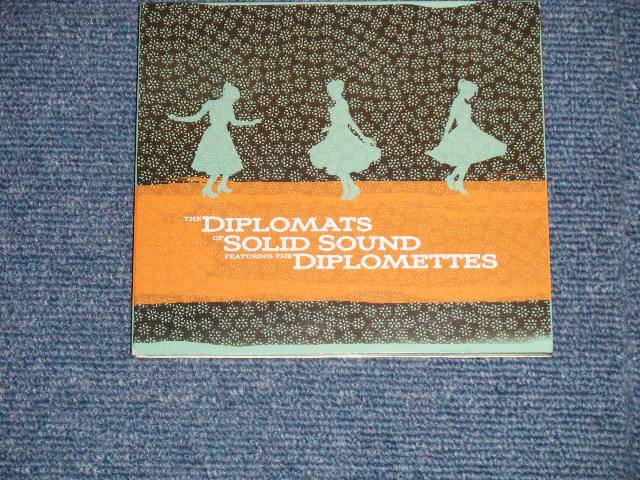 THE DIPLOMATS
OF SOLID SOUND
FEATURING THE DIPLOMETTES